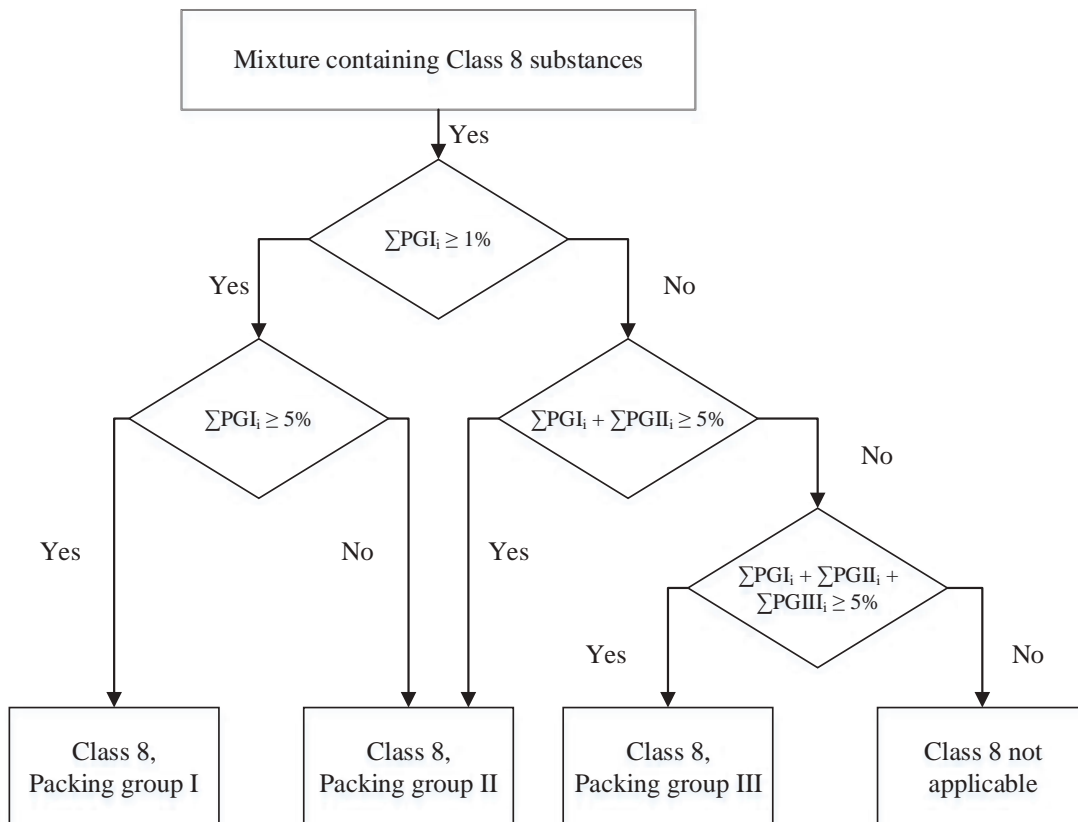 Mixture containing Class 8 substances
Yes
∑PGIᵢ ≥ 1%
Yes
No
∑PGIᵢ ≥ 5%
∑PGIᵢ + ∑PGIIᵢ ≥ 5%
No
Yes
No
Yes
∑PGIᵢ + ∑PGIIᵢ +
∑PGIIIᵢ ≥ 5%
Yes
No
Class 8,
Packing group I
Class 8,
Packing group II
Class 8,
Packing group III
Class 8 not
applicable